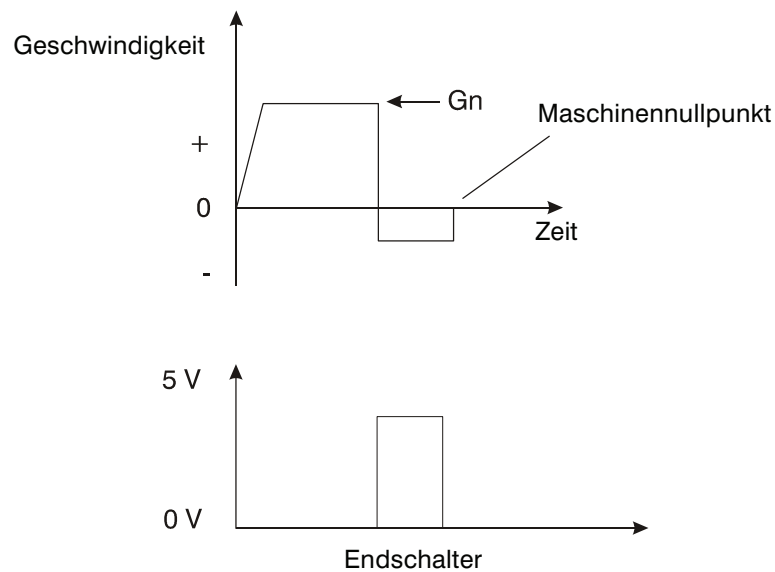 Geschwindigkeit
Gn
Maschinennullpunkt
+
0
Zeit
-
5 V
0 V
Endschalter